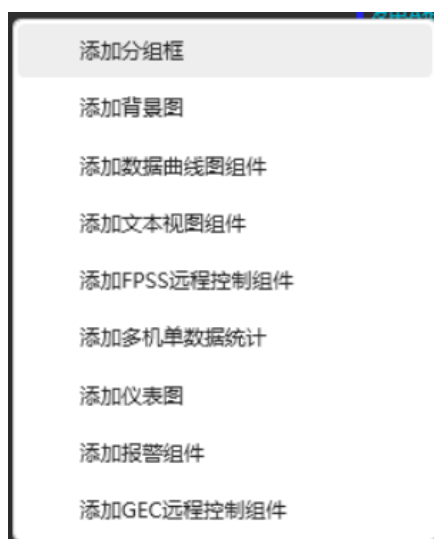 添加分组框
添加背景图
添加数据曲线图组件
添加文本视图组件
添加FPSS远程控制组件
添加多机单数据统计
添加仪表图
添加报警组件
添加GEC远程控制组件